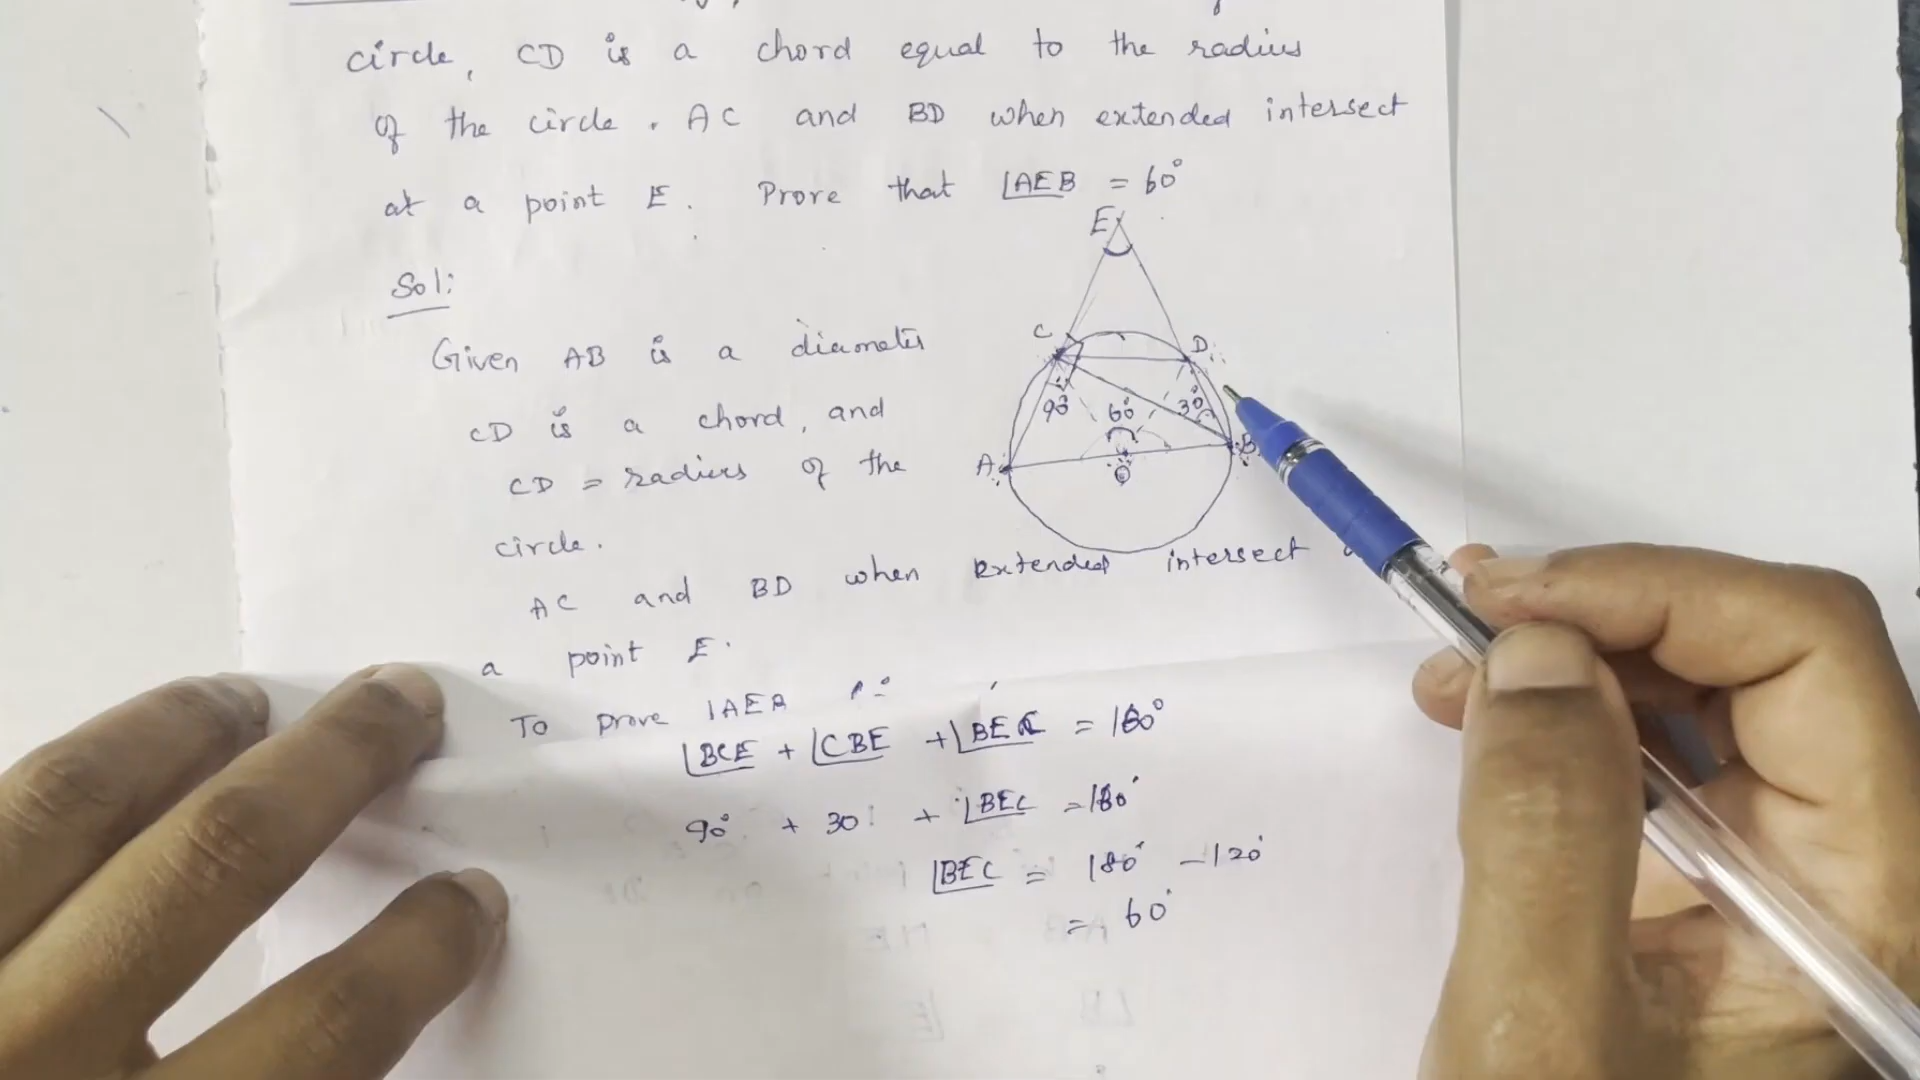 circle, CD is a chord equal to the radius
of the circle. AC and BD when extended intersect
at a point E. Prove that ∠AEB = 60°
Sol:
Given AB is a diameter
CD is a chord, and
CD = radius of the
circle.
AC and BD when extended intersect
a point E.
To prove ∠AEB
E
C
D
90°
60°
30°
A
B
O
∠BCE + ∠CBE + ∠BEC = 180°
90° + 30° + ∠BEC = 180°
∠BEC = 180° - 120°
= 60°